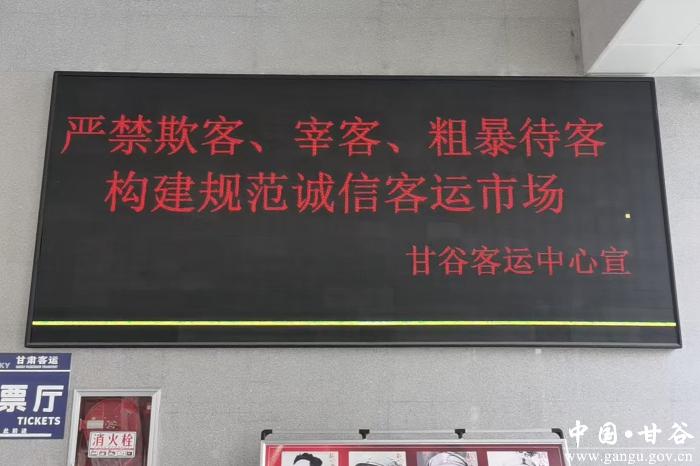 严禁欺客、宰客、粗暴待客
构建规范诚信客运市场
甘谷客运中心宣
KY 甘肃客运
票厅
TICKETS
消火栓
中国·甘谷
www.gangu.gov.cn